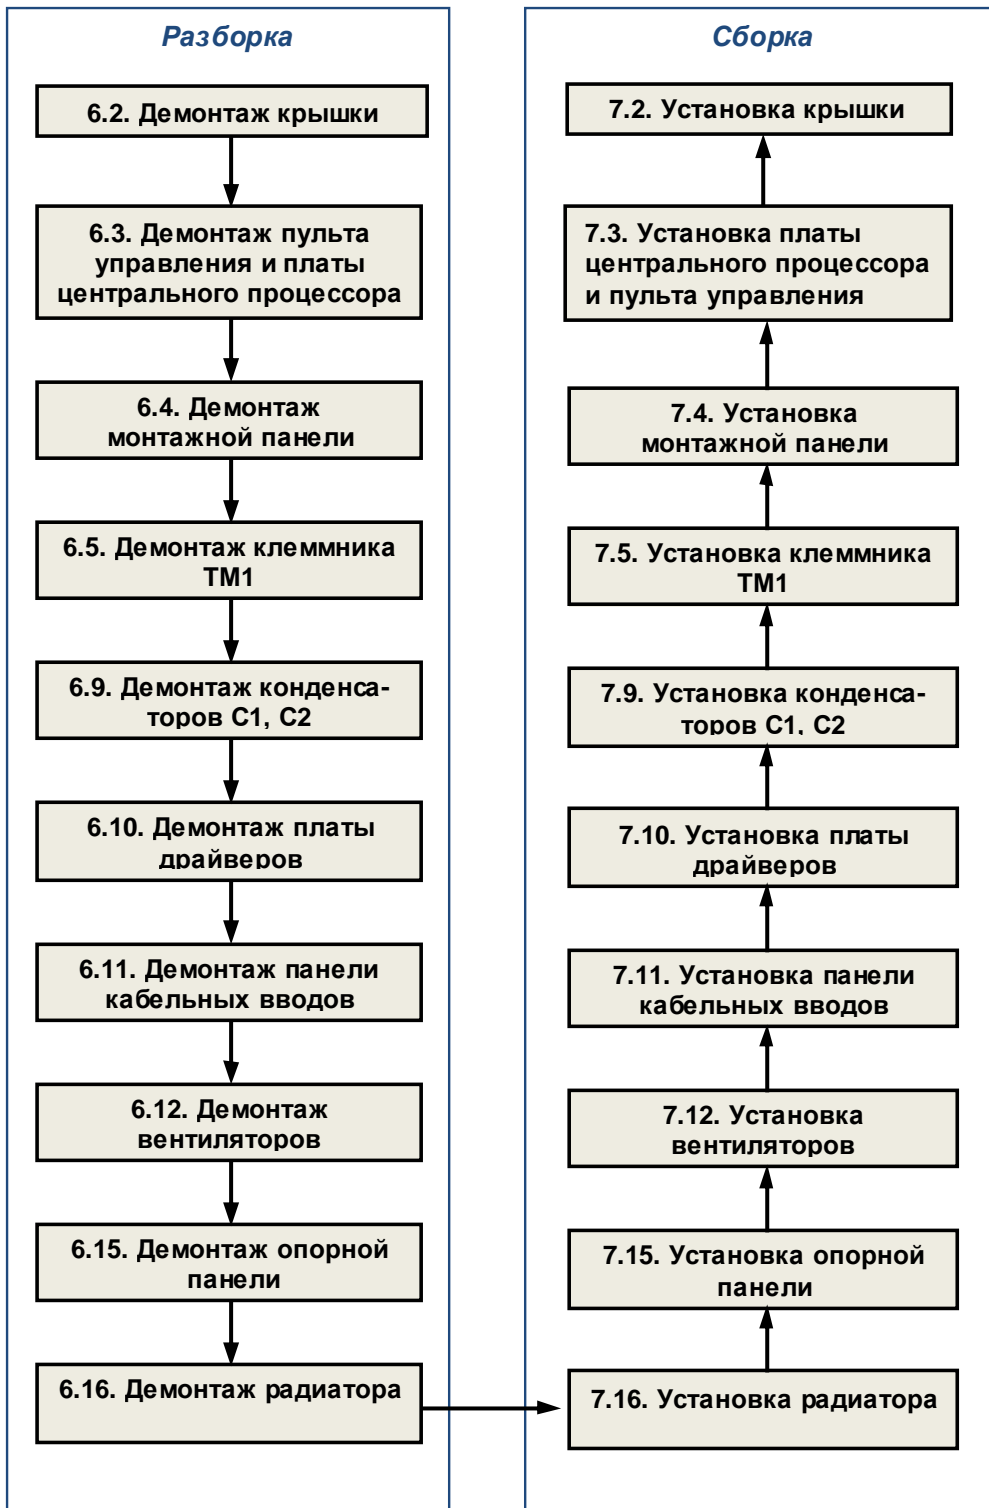 Разборка
6.2. Демонтаж крышки
6.3. Демонтаж пульта
управления и платы
центрального процессора
6.4. Демонтаж
монтажной панели
6.5. Демонтаж клеммника
ТМ1
6.9. Демонтаж конденса-
торов С1, С2
6.10. Демонтаж платы
драйверов
6.11. Демонтаж панели
кабельных вводов
6.12. Демонтаж
вентиляторов
6.15. Демонтаж опорной
панели
6.16. Демонтаж радиатора
Сборка
7.2. Установка крышки
7.3. Установка платы
центрального процессора
и пульта управления
7.4. Установка
монтажной панели
7.5. Установка клеммника
ТМ1
7.9. Установка конденса-
торов С1, С2
7.10. Установка платы
драйверов
7.11. Установка панели
кабельных вводов
7.12. Установка
вентиляторов
7.15. Установка опорной
панели
7.16. Установка радиатора